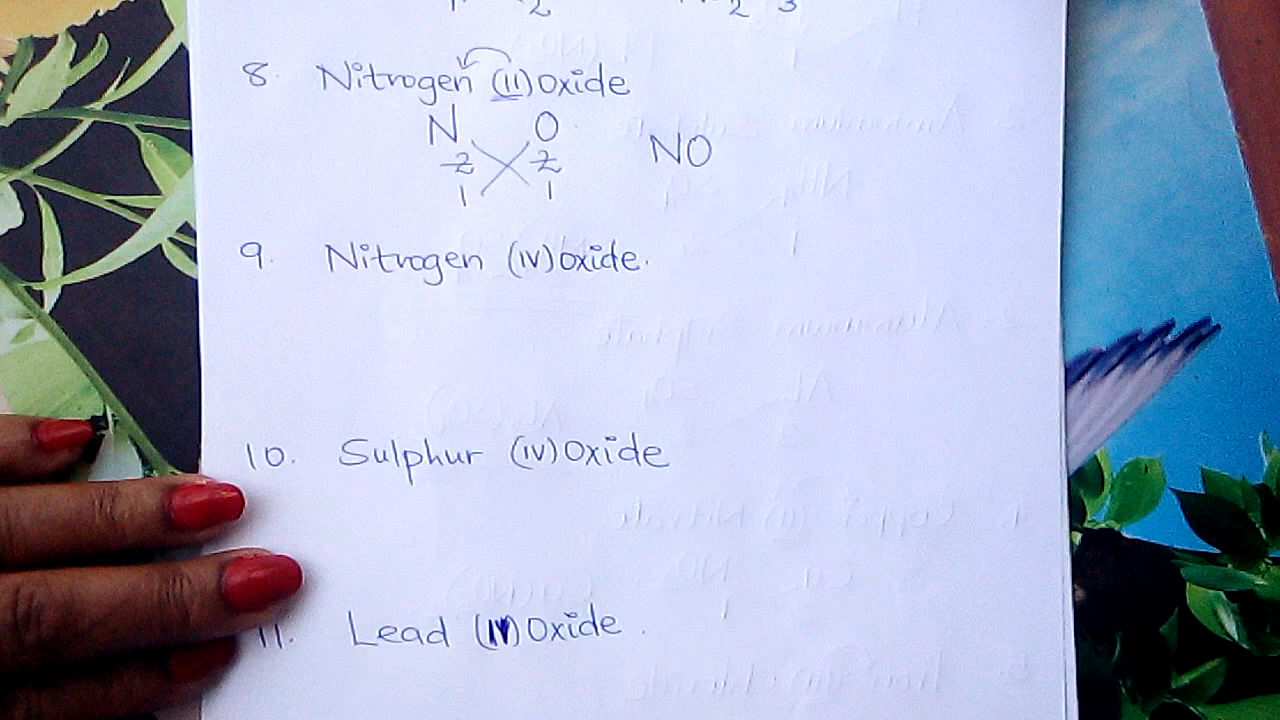 8. Nitrogen (II) Oxide
N O
2 2 NO
1 1
9. Nitrogen (IV) oxide.
10. Sulphur (IV) Oxide
11. Lead (IV) Oxide.